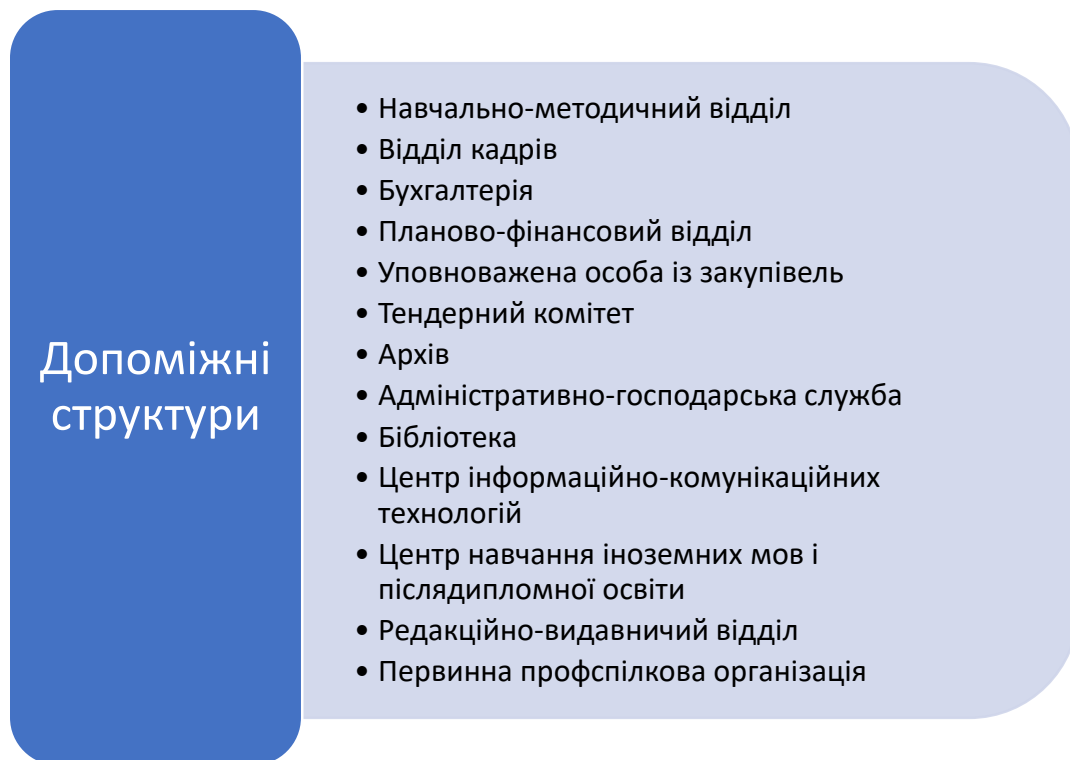 Допоміжні
структури
• Навчально-методичний відділ
• Відділ кадрів
• Бухгалтерія
• Планово-фінансовий відділ
• Уповноважена особа із закупівель
• Тендерний комітет
• Архів
• Адміністративно-господарська служба
• Бібліотека
• Центр інформаційно-комунікаційних
технологій
• Центр навчання іноземних мов і
післядипломної освіти
• Редакційно-видавничий відділ
• Первинна профспілкова організація